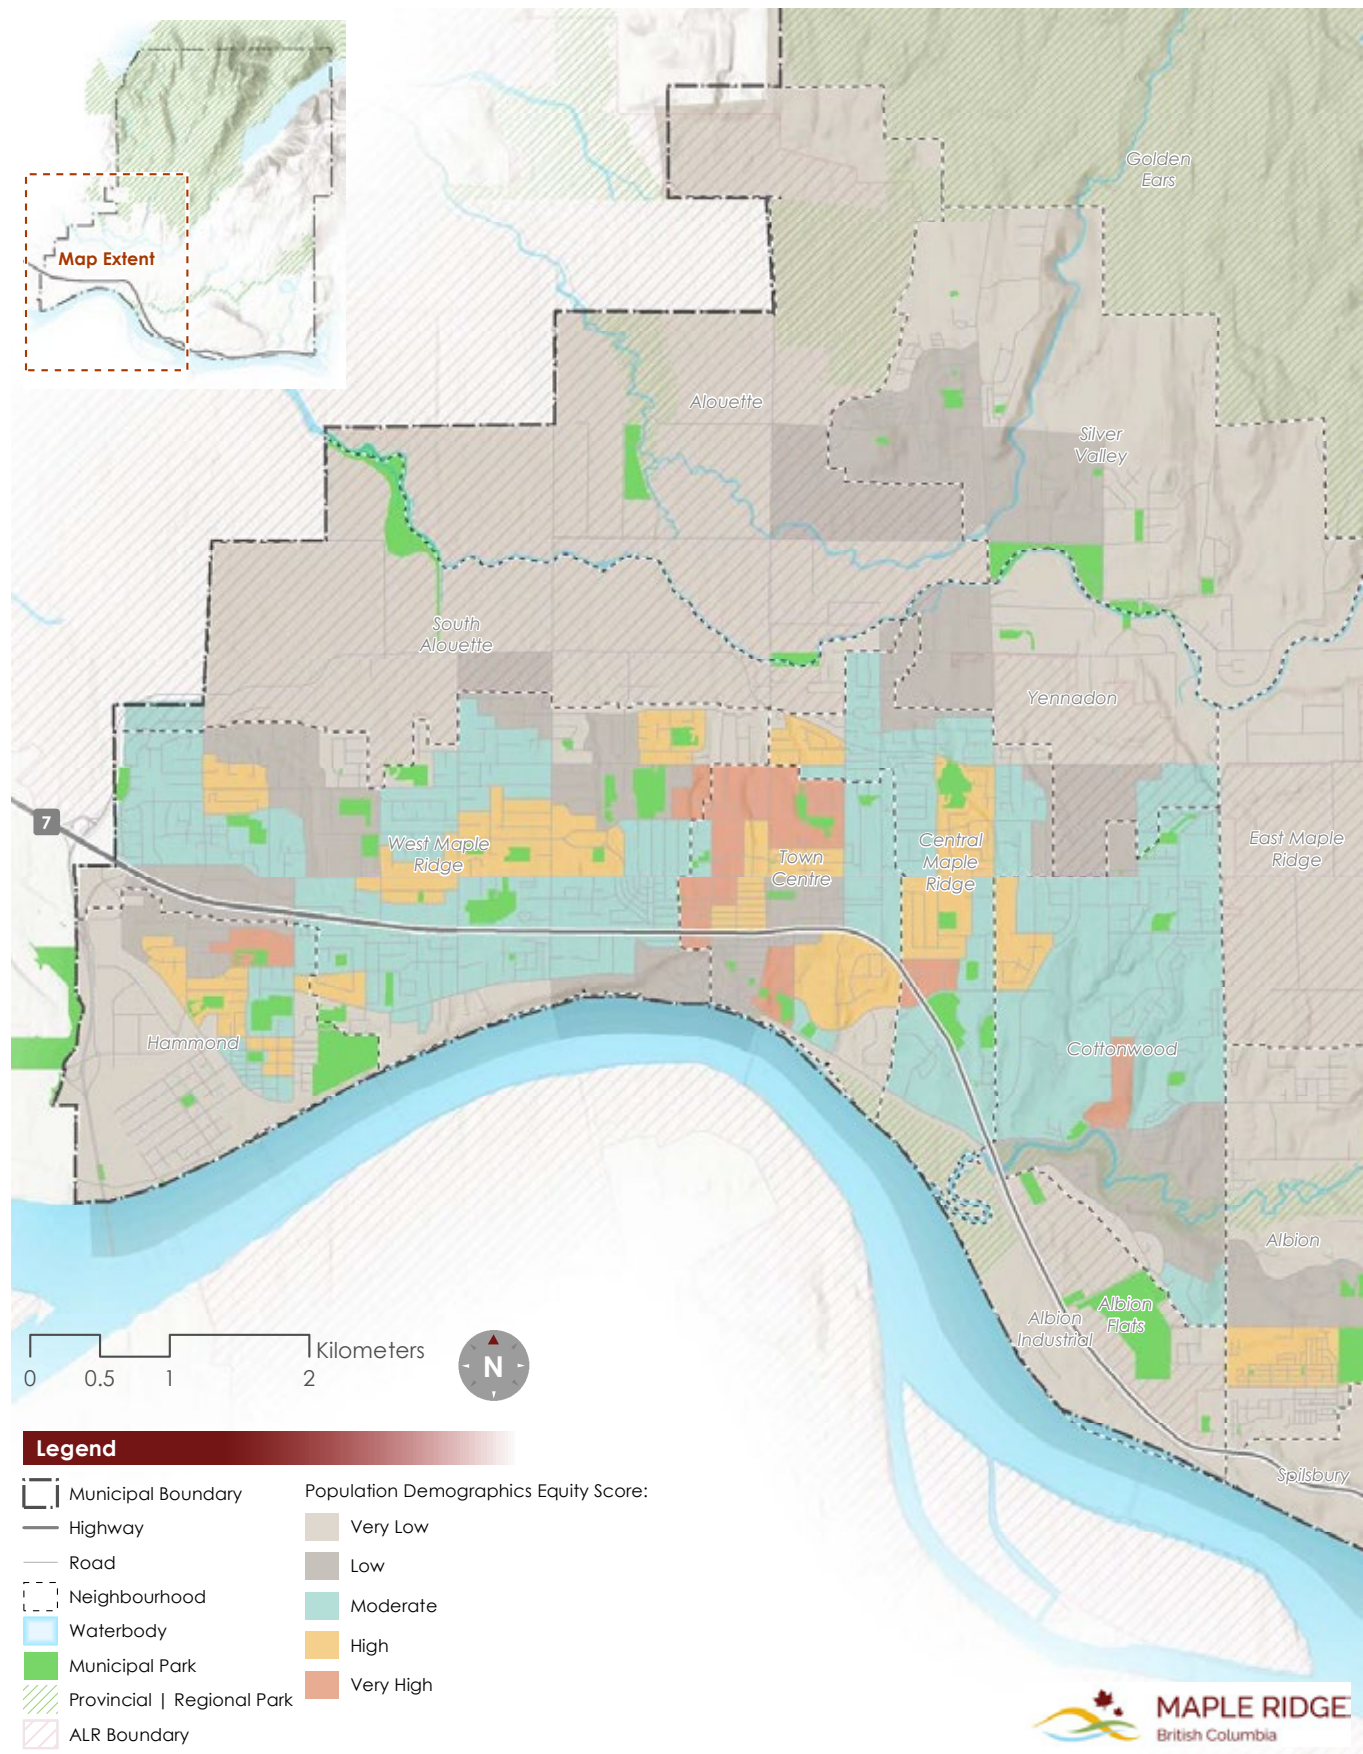 Map Extent
Golden
Ears
Alouette
Silver
Valley
South
Alouette
Yennadon
7
West Maple
Ridge
Town
Centre
Central
Maple
Ridge
East Maple
Ridge
Hammond
Cottonwood
Albion
Albion
Flats
Albion
Industrial
Spilsbury
Kilometers
0 0.5 1 2
N
Legend
Municipal Boundary
Highway
Road
Neighbourhood
Waterbody
Municipal Park
Provincial | Regional Park
ALR Boundary
Population Demographics Equity Score:
Very Low
Low
Moderate
High
Very High
MAPLE RIDGE
British Columbia